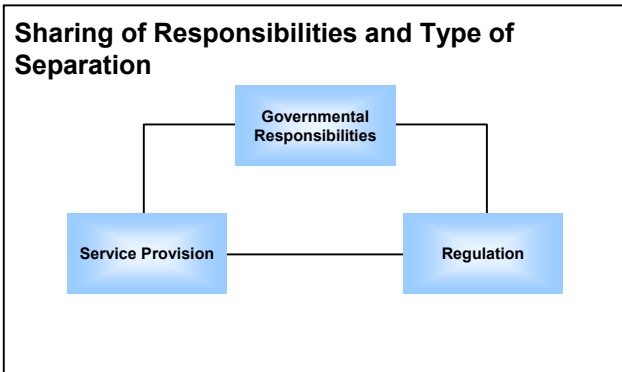 Sharing of Responsibilities and Type of
Separation
Governmental
Responsibilities
Service Provision
Regulation